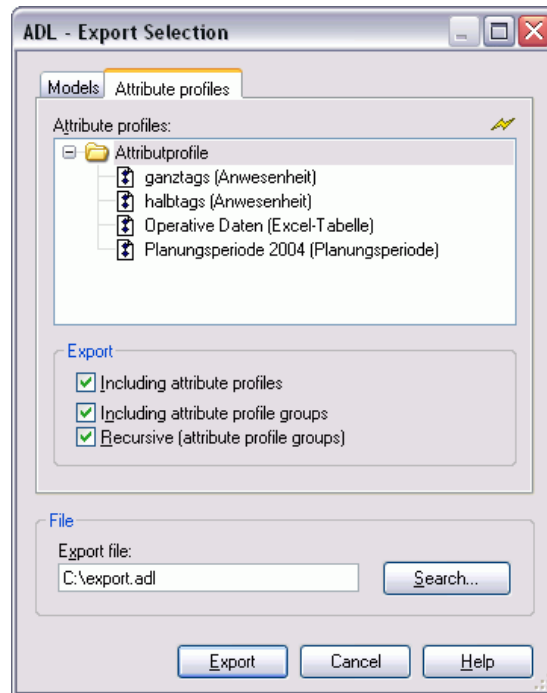 ADL - Export Selection
Models Attribute profiles
Attribute profiles:
Attributprofile
ganztags (Anwesenheit)
halbtags (Anwesenheit)
Operative Daten (Excel-Tabelle)
Planungsperiode 2004 (Planungsperiode)
Export
Including attribute profiles
Including attribute profile groups
Recursive (attribute profile groups)
File
Export file:
C:\export.adl Search...
Export Cancel Help